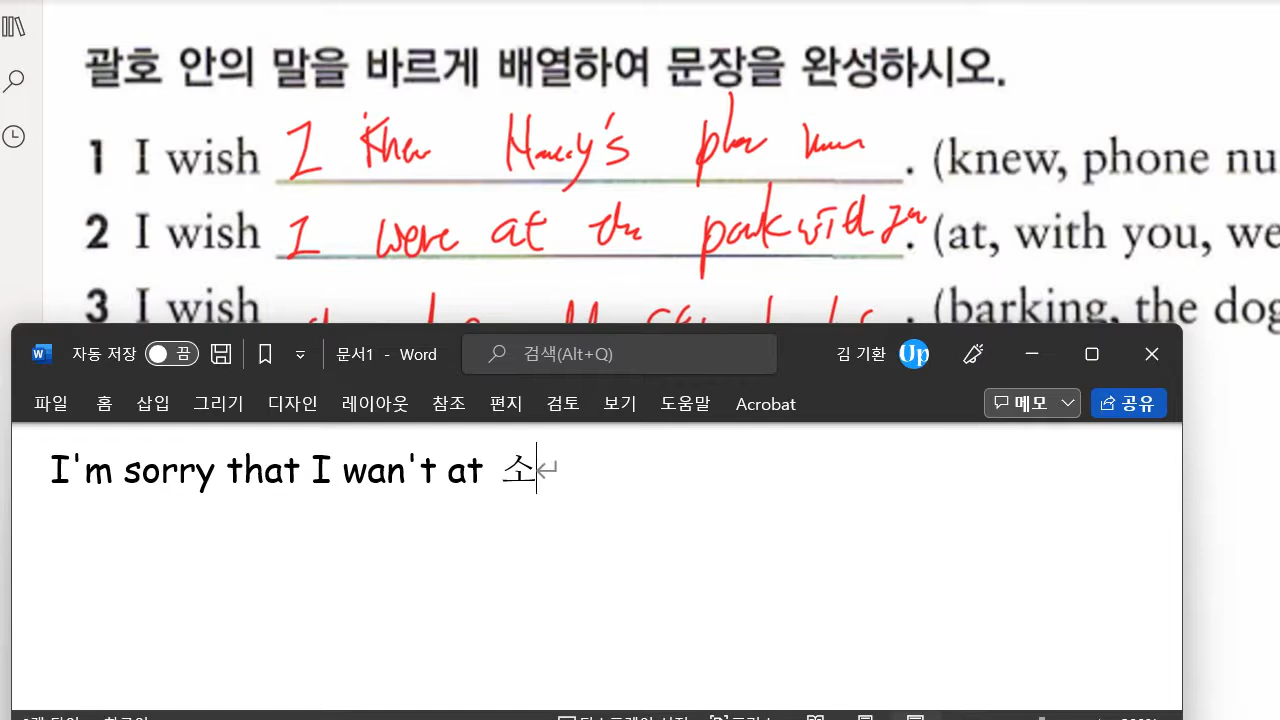 괄호 안의 말을 바르게 배열하여 문장을 완성하시오.
1 I wish I knew Nancy's phone num . (knew, phone nu
2 I wish I were at the park with you . (at, with you, we
3 I wish . (barking, the dog
자동 저장 끔 문서1 - Word 검색(Alt+Q) 김 기환 Up
파일 홈 삽입 그리기 디자인 레이아웃 참조 편지 검토 보기 도움말 Acrobat 메모 공유
I'm sorry that I wan't at 소